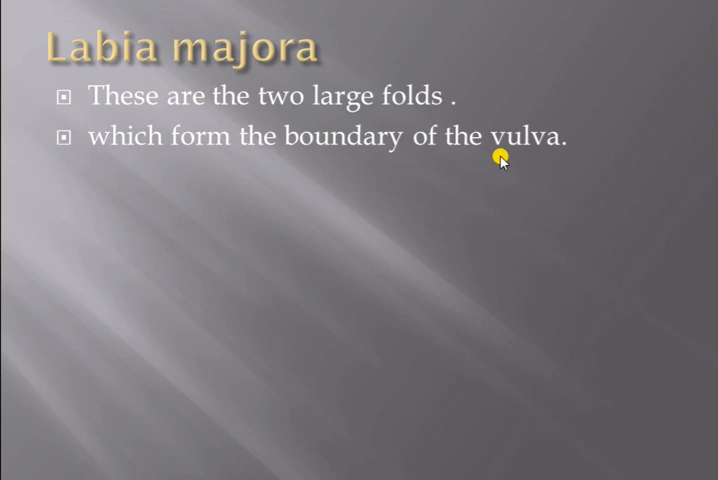 Labia majora
These are the two large folds .
which form the boundary of the vulva.